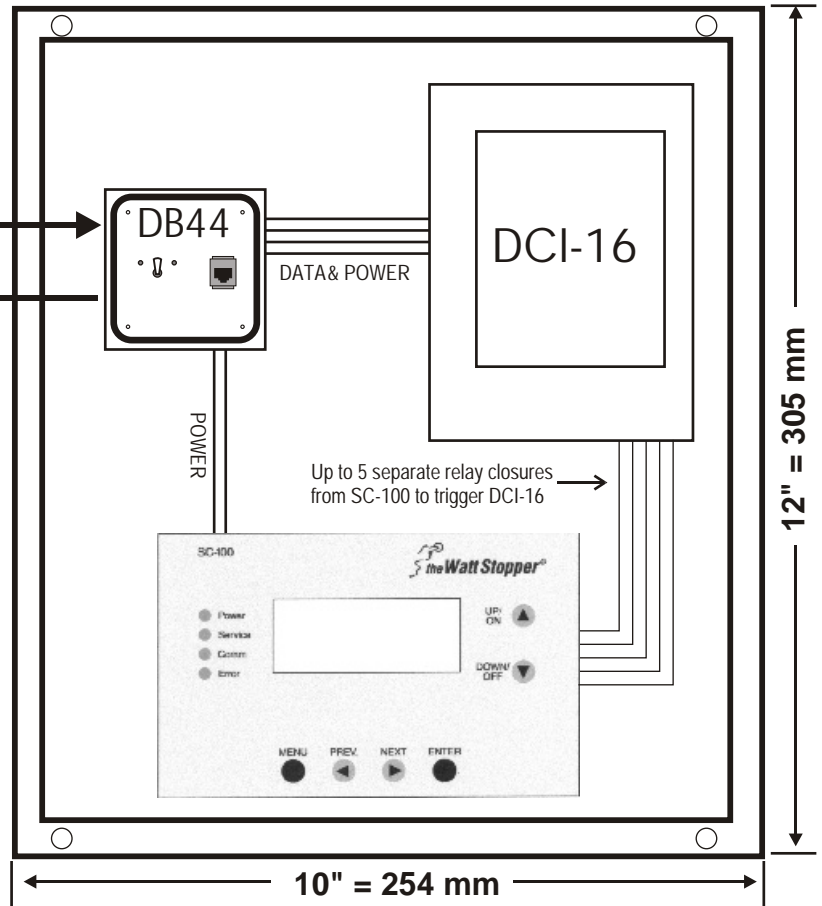 DB44
DCI-16
DATA & POWER
POWER
Up to 5 separate relay closures
from SC-100 to trigger DCI-16
SC-100
the Watt Stopper®
Power
Service
Comm
Error
UP/
ON
DOWN/
OFF
MENU PREV. NEXT ENTER
12" = 305 mm
10" = 254 mm